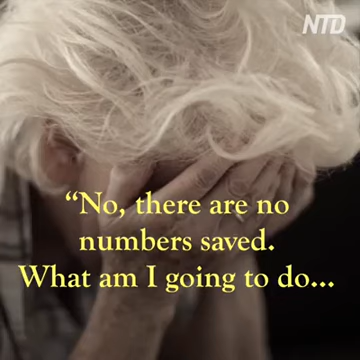 NTD
“No, there are no
numbers saved.
What am I going to do...